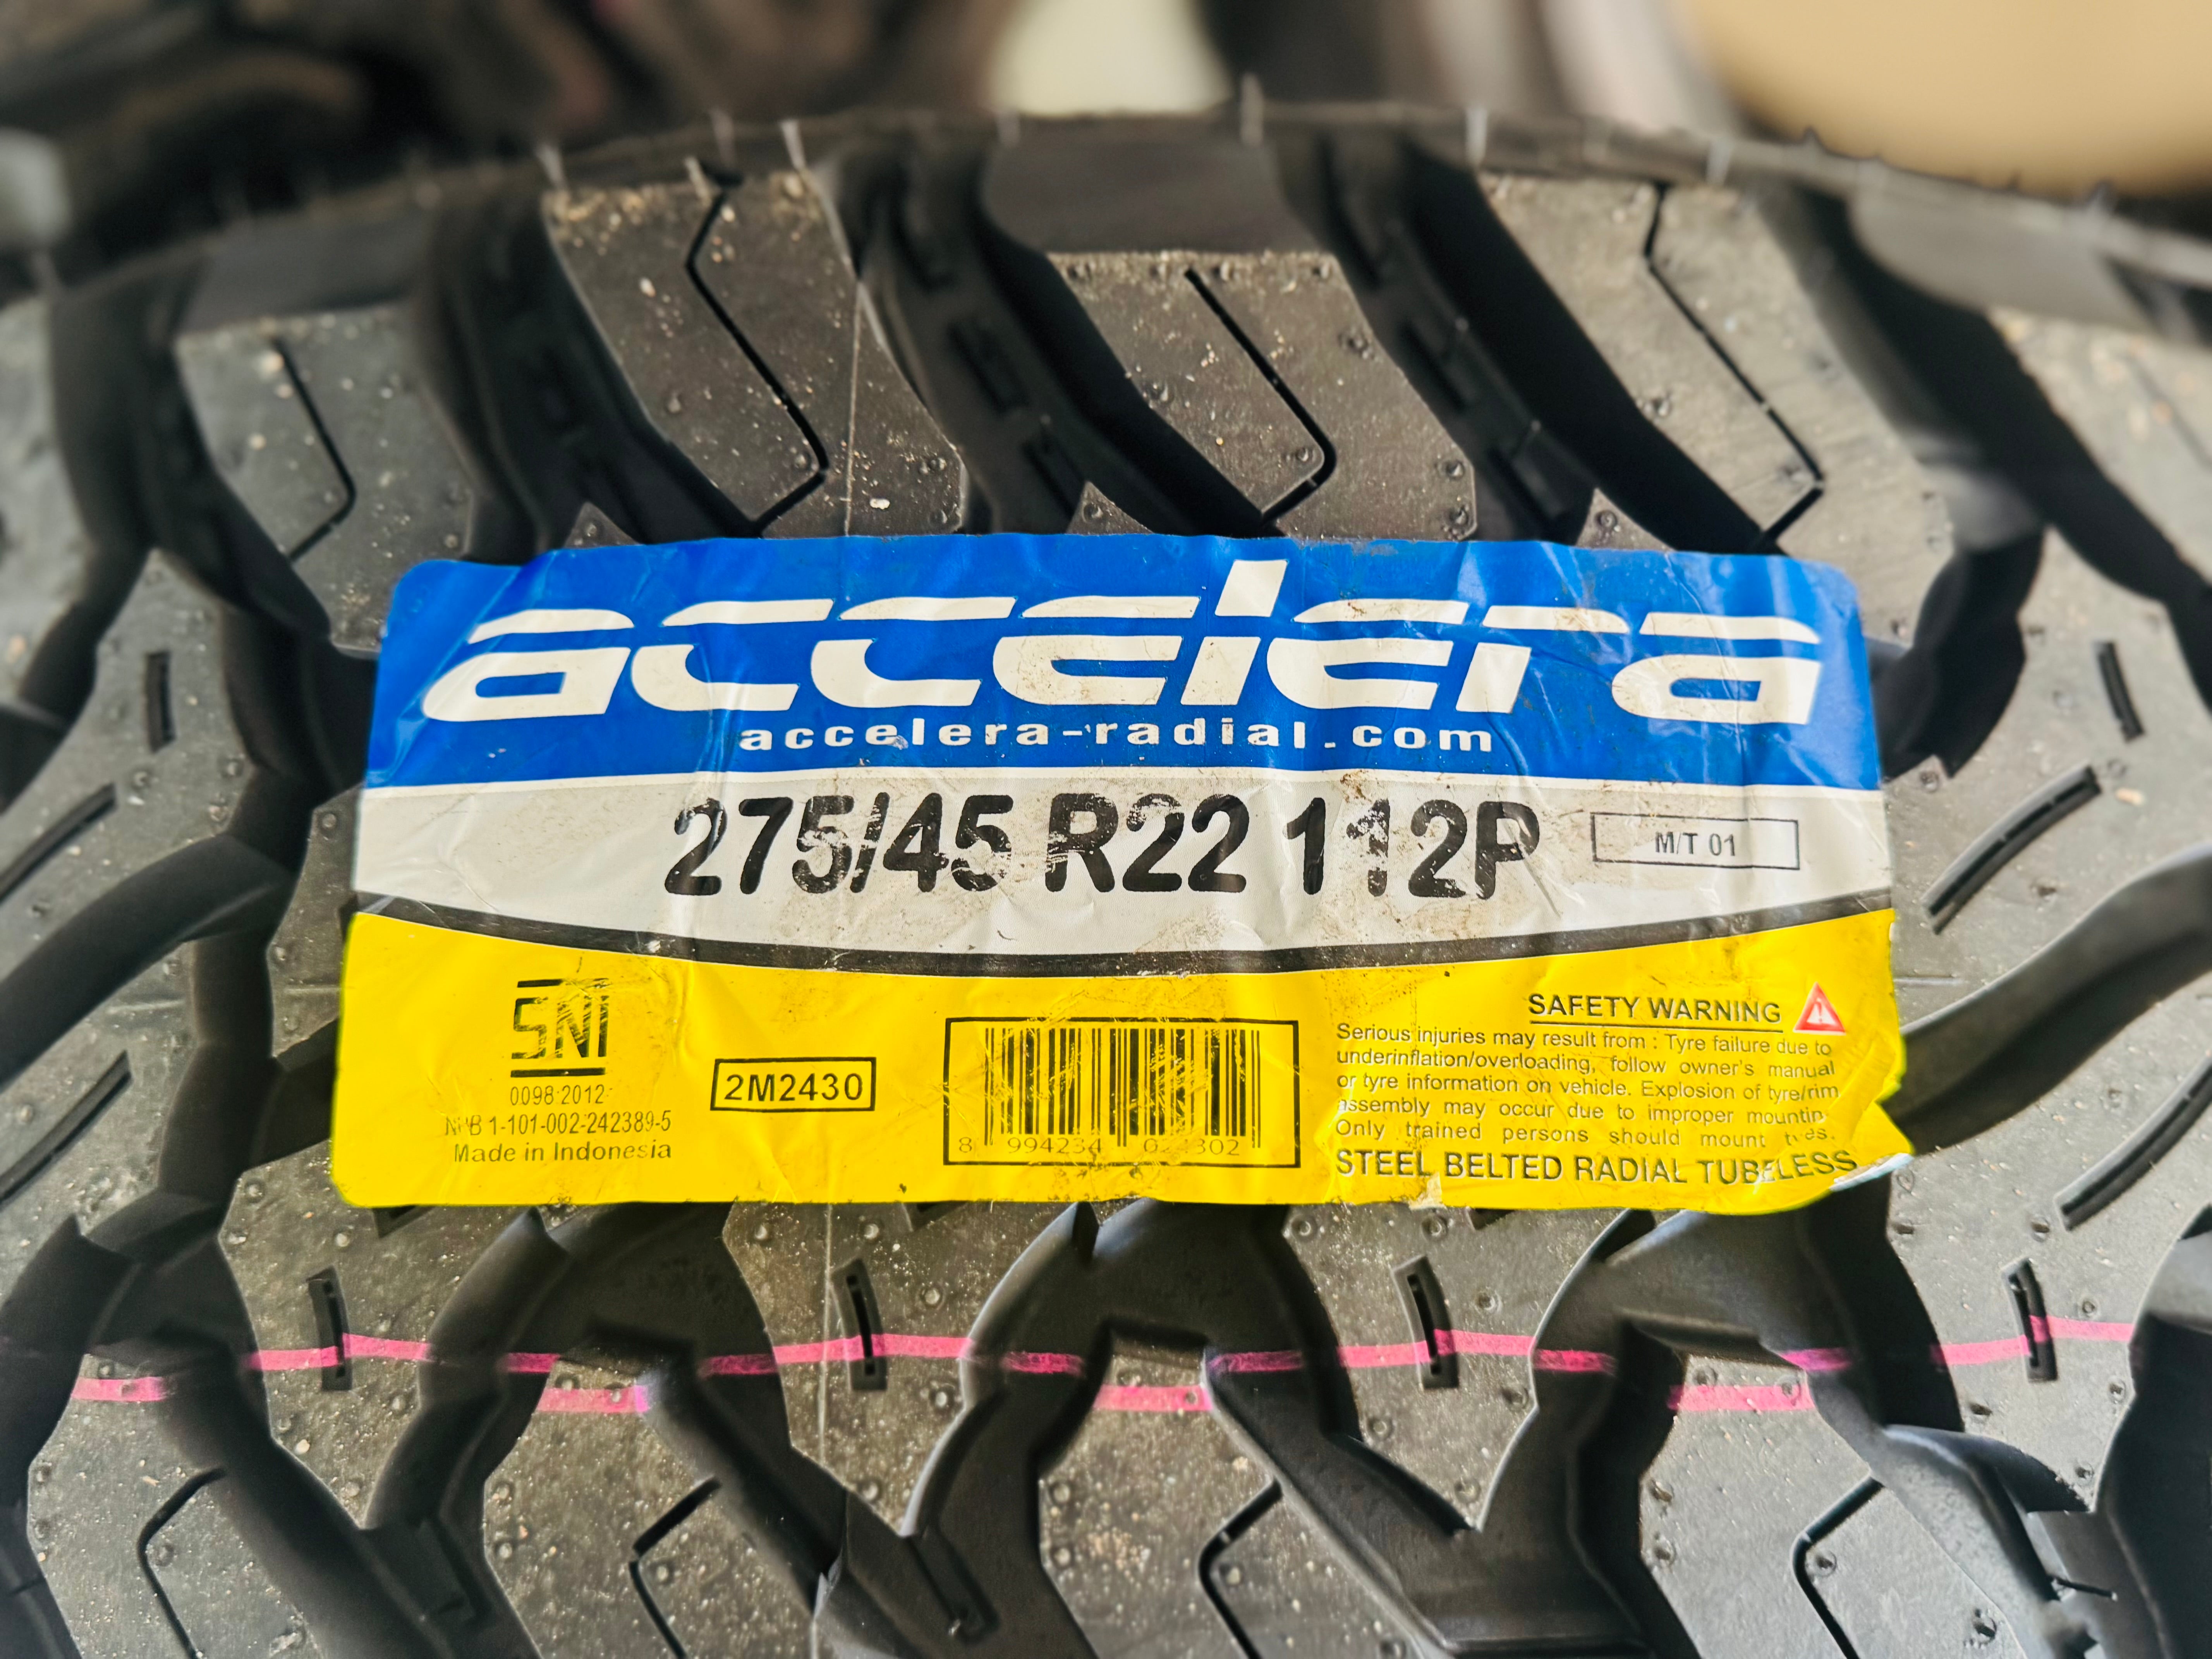 accelera
accelera-radial.com
275/45 R22 112P
M/T 01
SNI
0098:2012
1-101-002-242389-5
Made in Indonesia
2M2430
8 994234
SAFETY WARNING
Serious injuries may result from : Tyre failure due to
underinflation/overloading, follow owner's manual
or tyre information on vehicle. Explosion of tyre/rim
assembly may occur due to improper
Only trained persons should mount
STEEL BELTED RADIAL TUBELESS